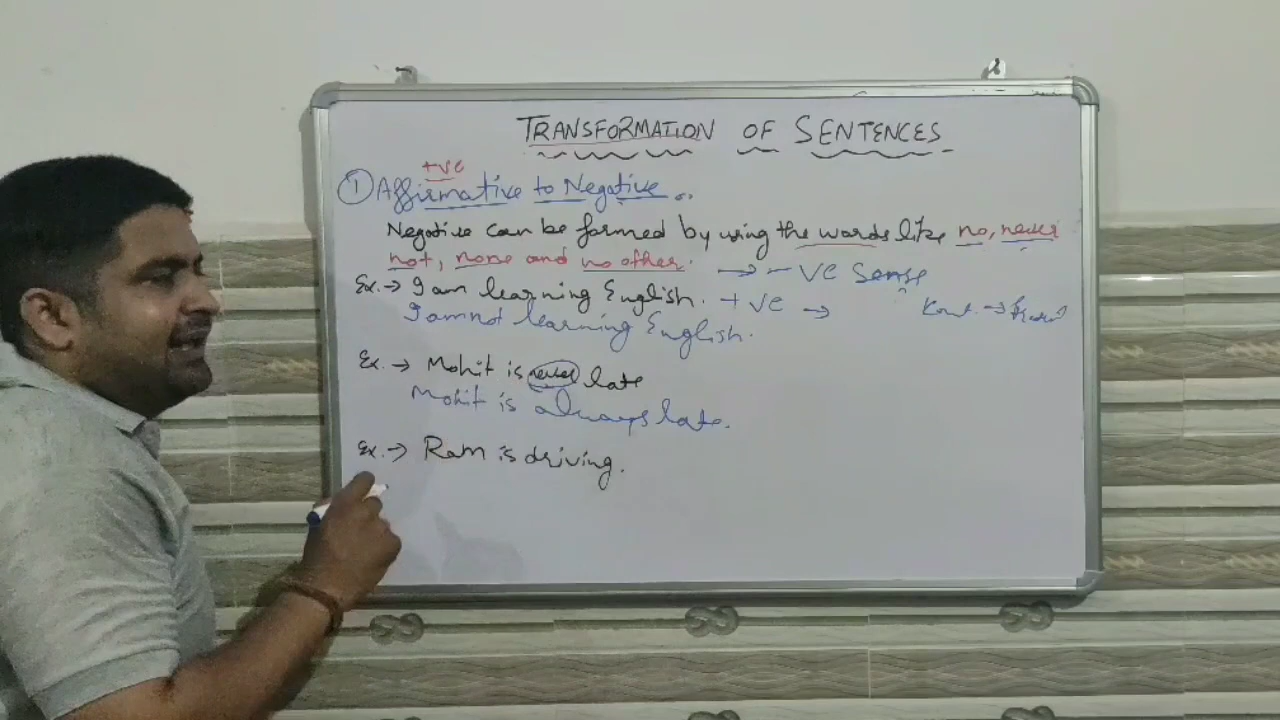 TRANSFORMATION OF SENTENCES
+ve
① Affirmative to Negative..
Negative can be formed by using the words like no, never
not, none and no other. → -ve sense
Ex. → I am learning English. +ve →
I am not learning English.
Ex. → Mohit is never late
Mohit is always late.
Ex. → Ram is driving.